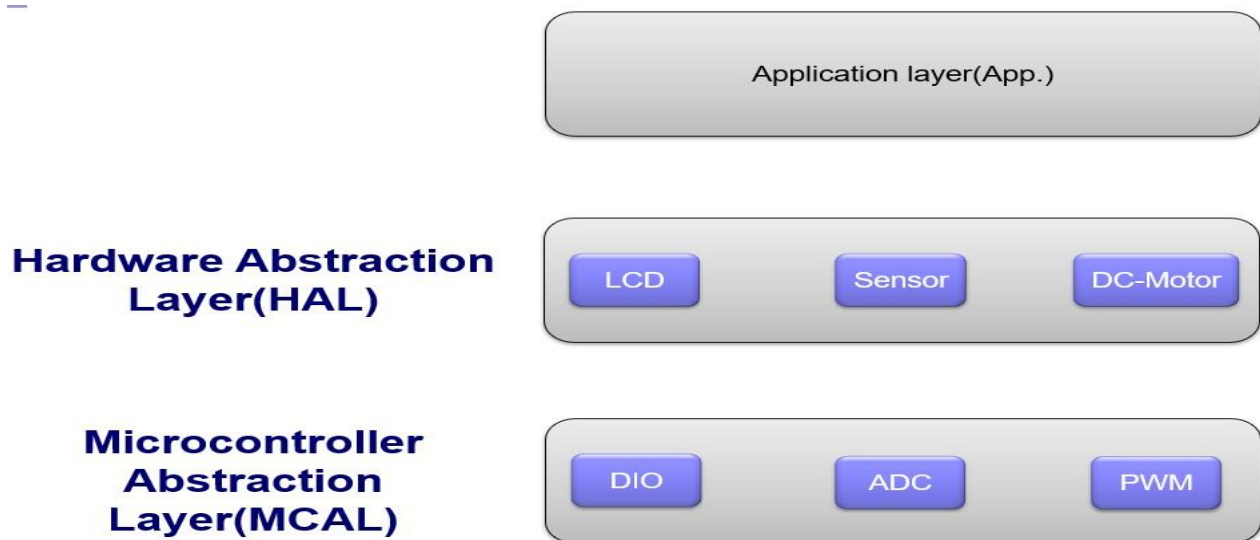 Application layer(App.)
Hardware Abstraction
Layer(HAL)
LCD
Sensor
DC-Motor
Microcontroller
Abstraction
Layer(MCAL)
DIO
ADC
PWM